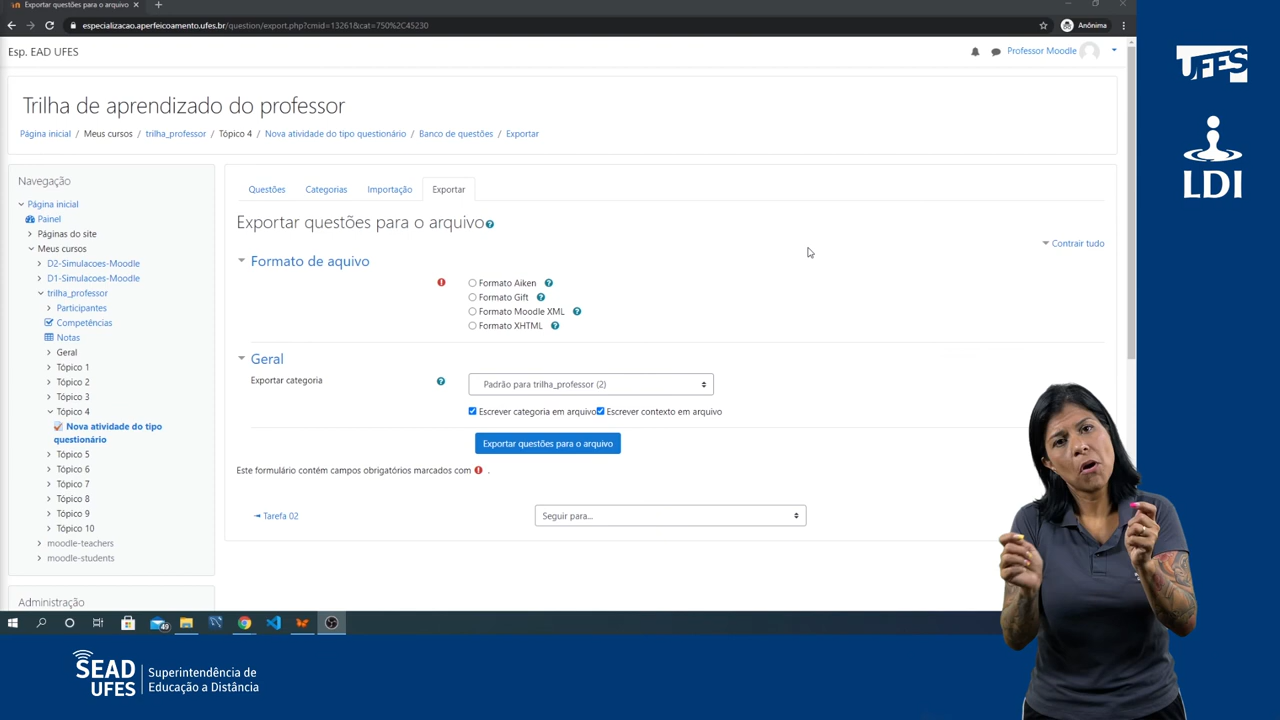 Exportar questões para o arquivo
especializacao.aperfeicoamento.ufes.br/question/export.php?cmid=13261&cat=750%2C45230
Anônima
Esp. EAD UFES
Professor Moodle
Trilha de aprendizado do professor
Página inicial / Meus cursos / trilha_professor / Tópico 4 / Nova atividade do tipo questionário / Banco de questões / Exportar
Navegação
Página inicial
Painel
Páginas do site
Meus cursos
D2-Simulacoes-Moodle
D1-Simulacoes-Moodle
trilha_professor
Participantes
Competências
Notas
Geral
Tópico 1
Tópico 2
Tópico 3
Tópico 4
Nova atividade do tipo
questionário
Tópico 5
Tópico 6
Tópico 7
Tópico 8
Tópico 9
Tópico 10
moodle-teachers
moodle-students
Administração
Questões Categorias Importação Exportar
Exportar questões para o arquivo
Contrair tudo
Formato de aquivo
Formato Aiken
Formato Gift
Formato Moodle XML
Formato XHTML
Geral
Exportar categoria
Padrão para trilha_professor (2)
Escrever categoria em arquivo Escrever contexto em arquivo
Exportar questões para o arquivo
Este formulário contém campos obrigatórios marcados com .
◄ Tarefa 02
Seguir para...
49
UFES
LDI
SEAD
UFES
Superintendência de
Educação a Distância